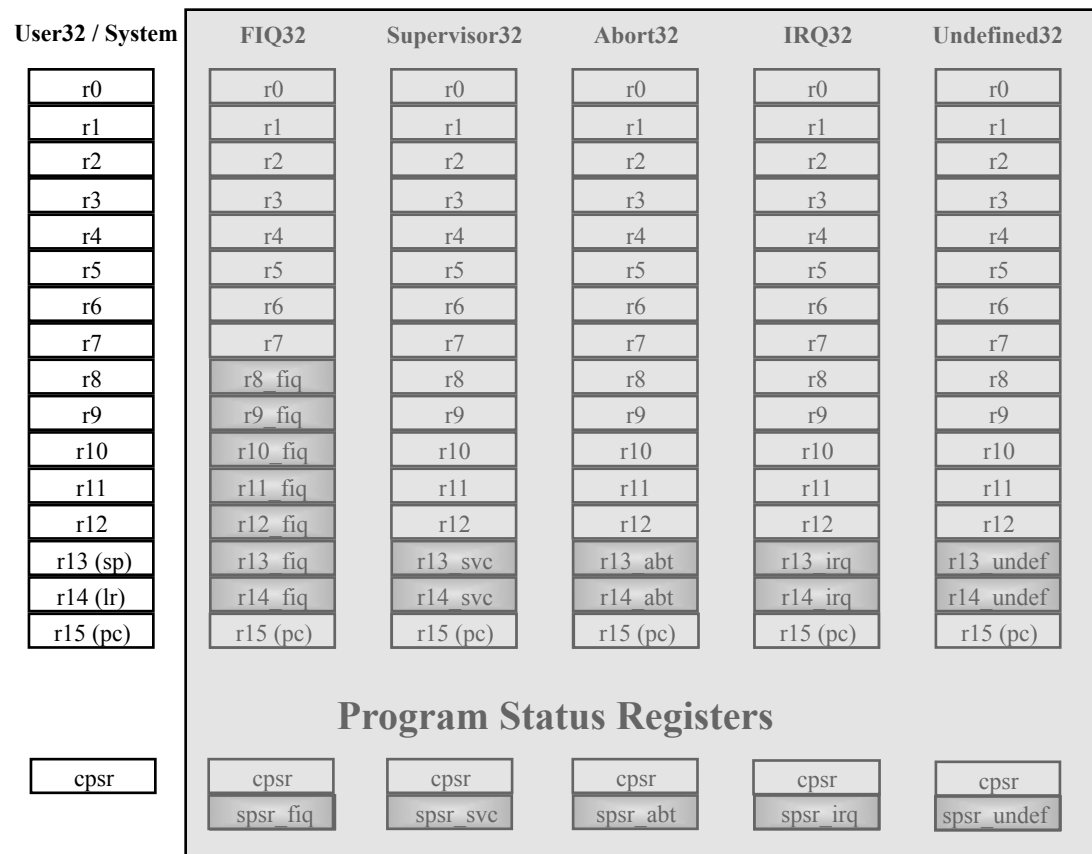 User32 / System FIQ32 Supervisor32 Abort32 IRQ32 Undefined32
r0 r0 r0 r0 r0 r0
r1 r1 r1 r1 r1 r1
r2 r2 r2 r2 r2 r2
r3 r3 r3 r3 r3 r3
r4 r4 r4 r4 r4 r4
r5 r5 r5 r5 r5 r5
r6 r6 r6 r6 r6 r6
r7 r7 r7 r7 r7 r7
r8 r8_fiq r8 r8 r8 r8
r9 r9_fiq r9 r9 r9 r9
r10 r10_fiq r10 r10 r10 r10
r11 r11_fiq r11 r11 r11 r11
r12 r12_fiq r12 r12 r12 r12
r13 (sp) r13_fiq r13_svc r13_abt r13_irq r13_undef
r14 (lr) r14_fiq r14_svc r14_abt r14_irq r14_undef
r15 (pc) r15 (pc) r15 (pc) r15 (pc) r15 (pc) r15 (pc)
Program Status Registers
cpsr cpsr cpsr cpsr cpsr cpsr
spsr_fiq spsr_svc spsr_abt spsr_irq spsr_undef